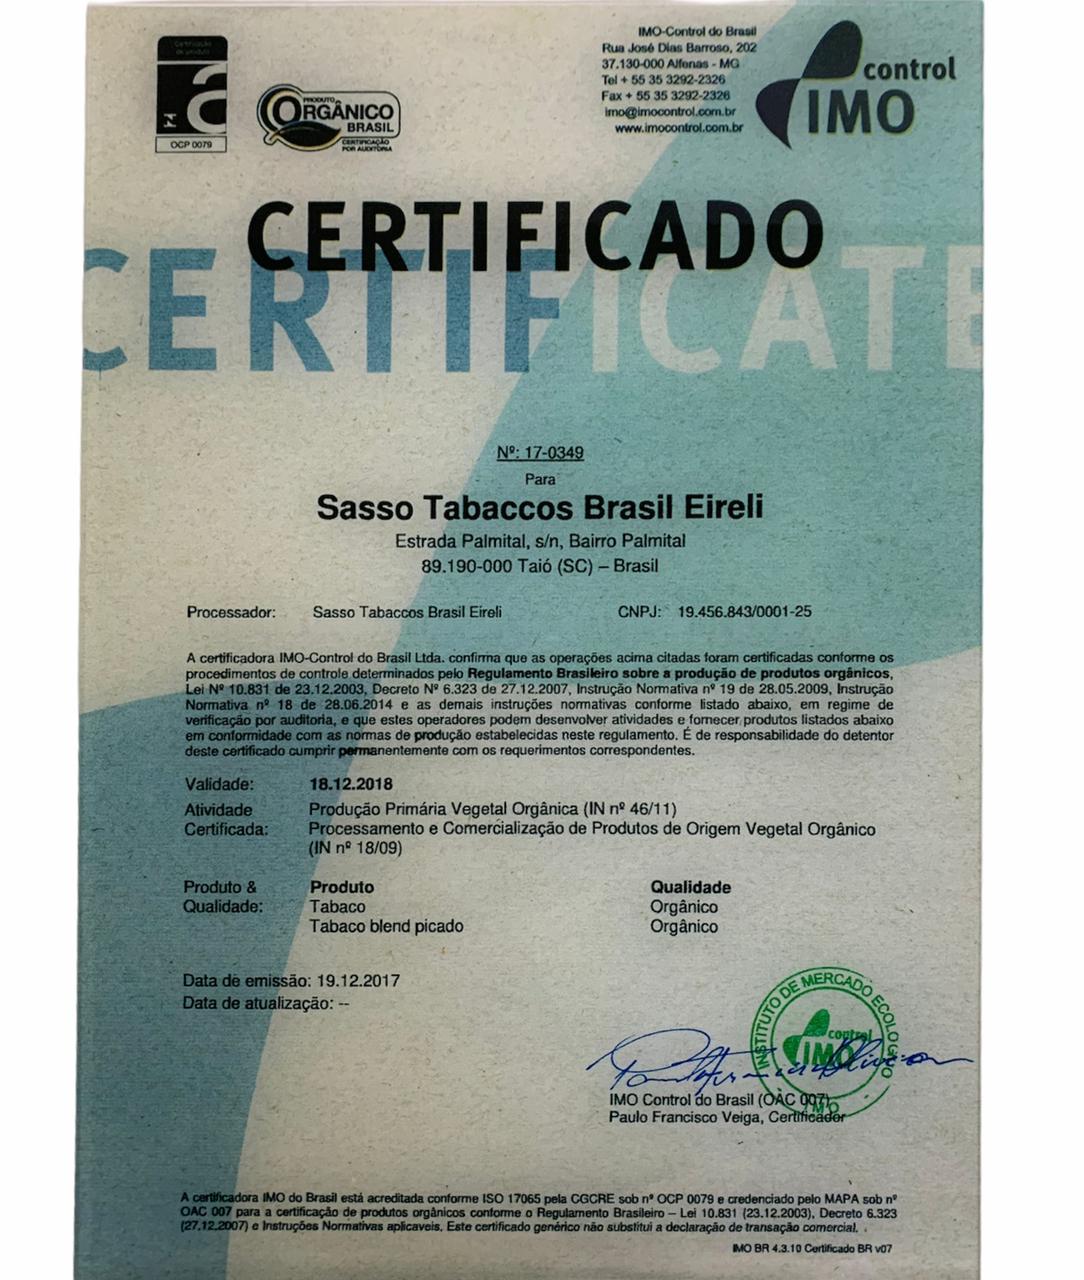 Certificação
de produto
OCP 0079
PRODUTO
ORGÂNICO
BRASIL
CERTIFICAÇÃO
POR AUDITORIA
IMO-Control do Brasil
Rua José Dias Barroso, 202
37.130-000 Alfenas - MG
Tel + 55 35 3292-2326
Fax + 55 35 3292-2326
imo@imocontrol.com.br
www.imocontrol.com.br
control
IMO
CERTIFICADO
CERTIFICATE
Nº: 17-0349
Para
Sasso Tabaccos Brasil Eireli
Estrada Palmital, s/n, Bairro Palmital
89.190-000 Taió (SC) – Brasil
Processador: Sasso Tabaccos Brasil Eireli CNPJ: 19.456.843/0001-25
A certificadora IMO-Control do Brasil Ltda. confirma que as operações acima citadas foram certificadas conforme os
procedimentos de controle determinados pelo Regulamento Brasileiro sobre a produção de produtos orgânicos,
Lei Nº 10.831 de 23.12.2003, Decreto Nº 6.323 de 27.12.2007, Instrução Normativa nº 19 de 28.05.2009, Instrução
Normativa nº 18 de 28.06.2014 e as demais instruções normativas conforme listado abaixo, em regime de
verificação por auditoria, e que estes operadores podem desenvolver atividades e fornecer produtos listados abaixo
em conformidade com as normas de produção estabelecidas neste regulamento. É de responsabilidade do detentor
deste certificado cumprir permanentemente com os requerimentos correspondentes.
Validade: 18.12.2018
Atividade Produção Primária Vegetal Orgânica (IN nº 46/11)
Certificada: Processamento e Comercialização de Produtos de Origem Vegetal Orgânico
(IN nº 18/09)
Produto & Produto Qualidade
Qualidade: Tabaco Orgânico
Tabaco blend picado Orgânico
Data de emissão: 19.12.2017
Data de atualização: --
INSTITUTO DE MERCADO ECOLOGICO
control
IMO
IMO
IMO Control do Brasil (OAC 007)
Paulo Francisco Veiga, Certificador
A certificadora IMO do Brasil está acreditada conforme ISO 17065 pela CGCRE sob nº OCP 0079 e credenciado pelo MAPA sob nº
OAC 007 para a certificação de produtos orgânicos conforme o Regulamento Brasileiro – Lei 10.831 (23.12.2003), Decreto 6.323
(27.12.2007) e Instruções Normativas aplicaveis. Este certificado genérico não substitui a declaração de transação comercial.
IMO BR 4.3.10 Certificado BR v07